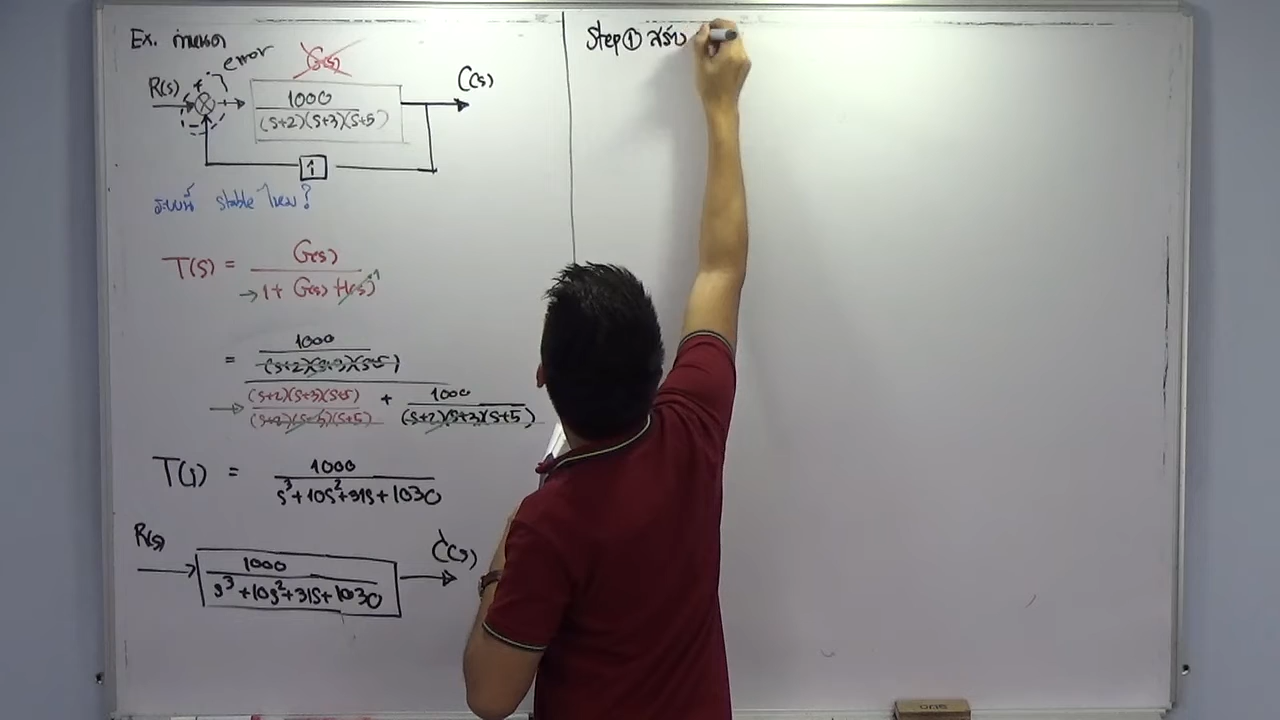 Ex. กำหนด
error
G(s)
R(s)
+
C(s)
1000
(s+2)(s+3)(s+5)
1
ระบบนี้ stable ไหม?
T(s) = G(s)
→ 1 + G(s) H(s) 1
= 1000
(s+2)(s+3)(s+5)
(s+2)(s+3)(s+5) + 1000
(s+2)(s+3)(s+5) (s+2)(s+3)(s+5)
T(s) = 1000
s³+10s²+31s+1030
R(s) C(s)
1000
s³+10s²+31s+1030
Step ① สร้าง